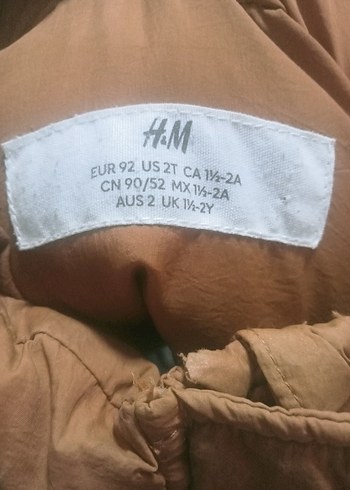 H&M
EUR 92 US 2T CA 1½-2A
CN 90/52 MX 1½-2A
AUS 2 UK 1½-2Y